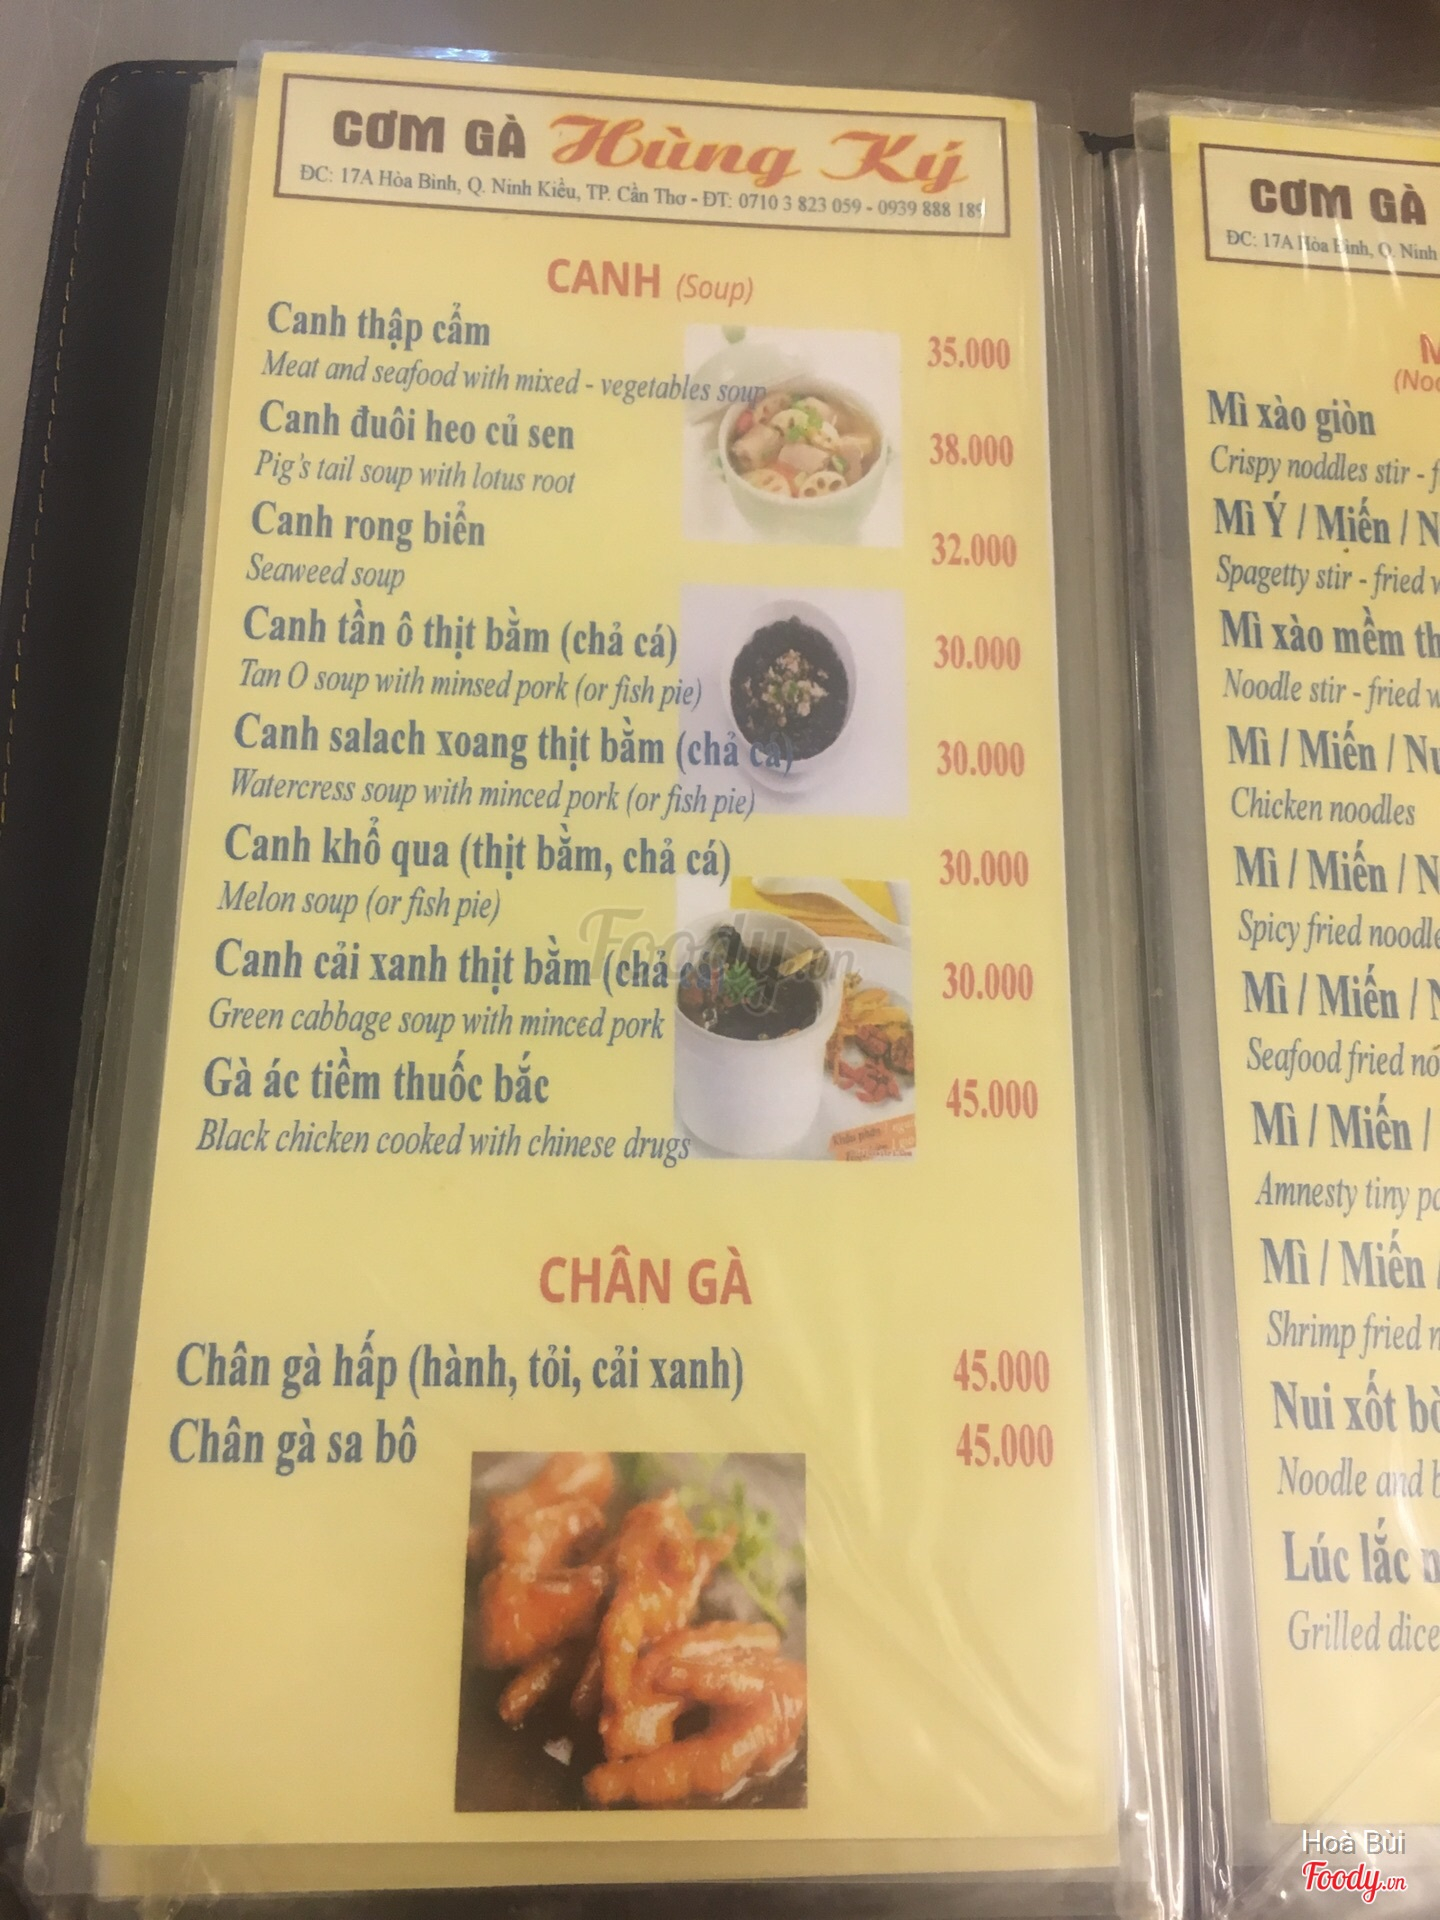 CƠM GÀ Hùng Ký
ĐC: 17A Hòa Bình, Q. Ninh Kiều, TP. Cần Thơ - ĐT: 0710 3 823 059 - 0939 888 189
CANH (Soup)
Canh thập cẩm 35.000
Meat and seafood with mixed - vegetables soup
Canh đuôi heo củ sen 38.000
Pig's tail soup with lotus root
Canh rong biển 32.000
Seaweed soup
Canh tần ô thịt bằm (chả cá) 30.000
Tan O soup with minsed pork (or fish pie)
Canh salach xoang thịt bằm (chả cá) 30.000
Watercress soup with minced pork (or fish pie)
Canh khổ qua (thịt bằm, chả cá) 30.000
Melon soup (or fish pie)
Canh cải xanh thịt bằm (chả cá) 30.000
Green cabbage soup with minced pork
Gà ác tiềm thuốc bắc 45.000
Black chicken cooked with chinese drugs
CHÂN GÀ
Chân gà hấp (hành, tỏi, cải xanh) 45.000
Chân gà sa bô 45.000
Foody.vn
CƠM GÀ
ĐC: 17A Hòa Bình, Q. Ninh
Mì xào giòn
Crispy noddles stir -
Mì Ý / Miến /
Spagetty stir - fried
Mì xào mềm
Noodle stir - fried
Mì / Miến /
Chicken noodles
Mì / Miến /
Spicy fried
Mì / Miến /
Seafood fried
Mì / Miến /
Amnesty tiny
Mì / Miến /
Shrimp fried
Nui xốt
Noodle and
Lúc lắc
Grilled
Hoà Bùi
Foody.vn